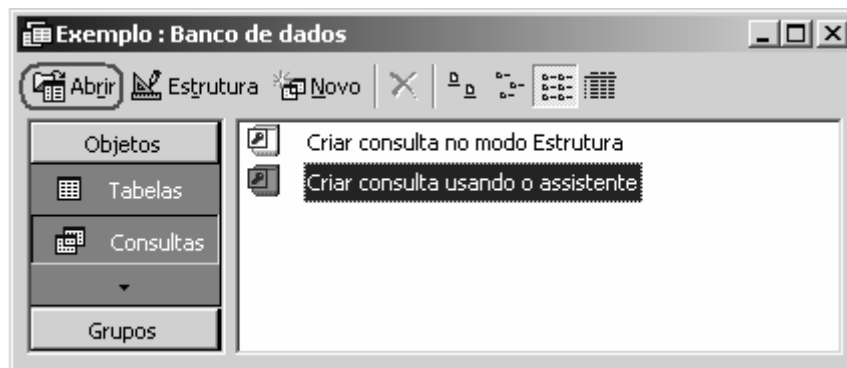 Exemplo : Banco de dados
Abrir Estrutura Novo
Objetos
Tabelas
Consultas
Grupos
Criar consulta no modo Estrutura
Criar consulta usando o assistente